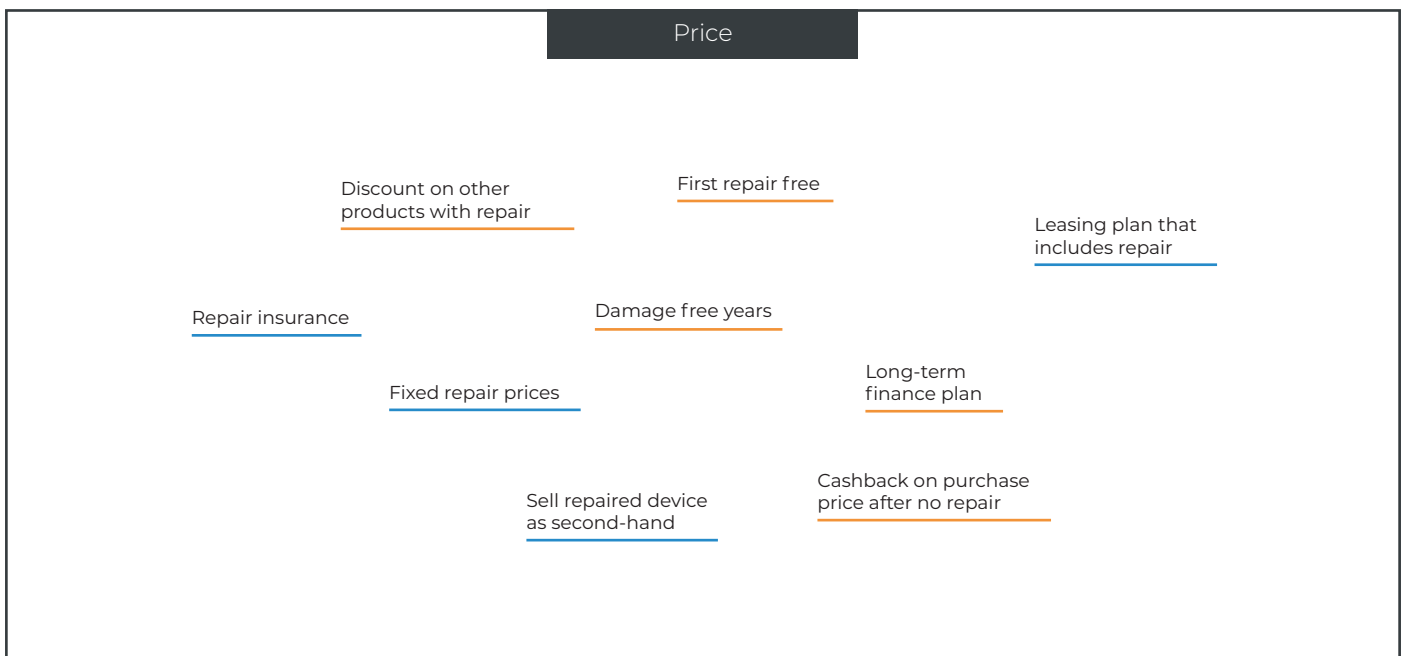 Price
Discount on other
products with repair
First repair free
Leasing plan that
includes repair
Repair insurance
Damage free years
Fixed repair prices
Long-term
finance plan
Sell repaired device
as second-hand
Cashback on purchase
price after no repair